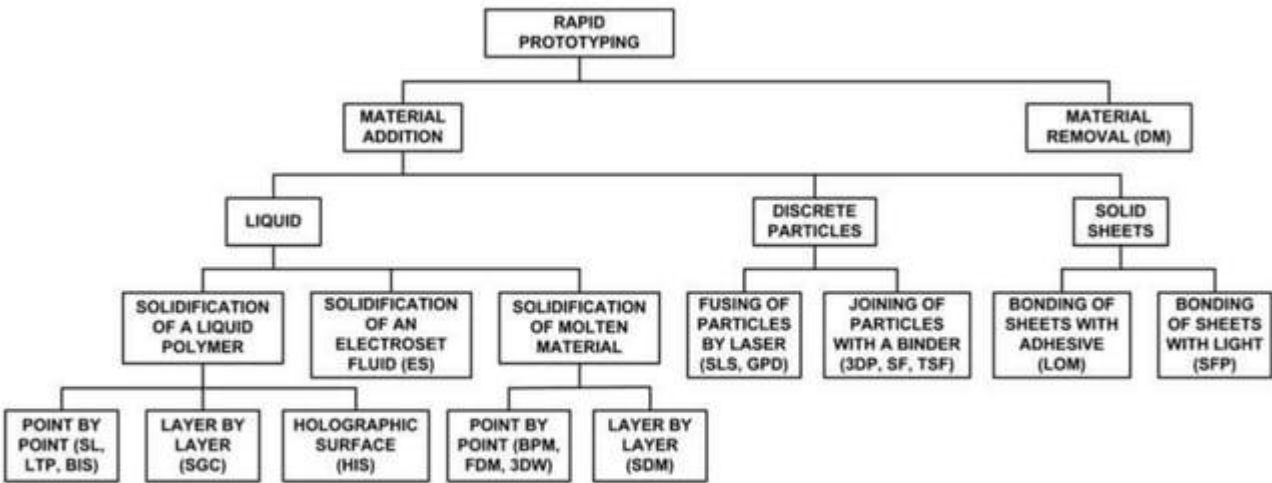 RAPID
PROTOTYPING
MATERIAL
ADDITION
MATERIAL
REMOVAL (DM)
LIQUID
DISCRETE
PARTICLES
SOLID
SHEETS
SOLIDIFICATION
OF A LIQUID
POLYMER
SOLIDIFICATION
OF AN
ELECTROSET
FLUID (ES)
SOLIDIFICATION
OF MOLTEN
MATERIAL
FUSING OF
PARTICLES
BY LASER
(SLS, GPD)
JOINING OF
PARTICLES
WITH A BINDER
(3DP, SF, TSF)
BONDING OF
SHEETS WITH
ADHESIVE
(LOM)
BONDING
OF SHEETS
WITH LIGHT
(SFP)
POINT BY
POINT (SL,
LTP, BIS)
LAYER BY
LAYER
(SGC)
HOLOGRAPHIC
SURFACE
(HIS)
POINT BY
POINT (BPM,
FDM, 3DW)
LAYER BY
LAYER
(SDM)